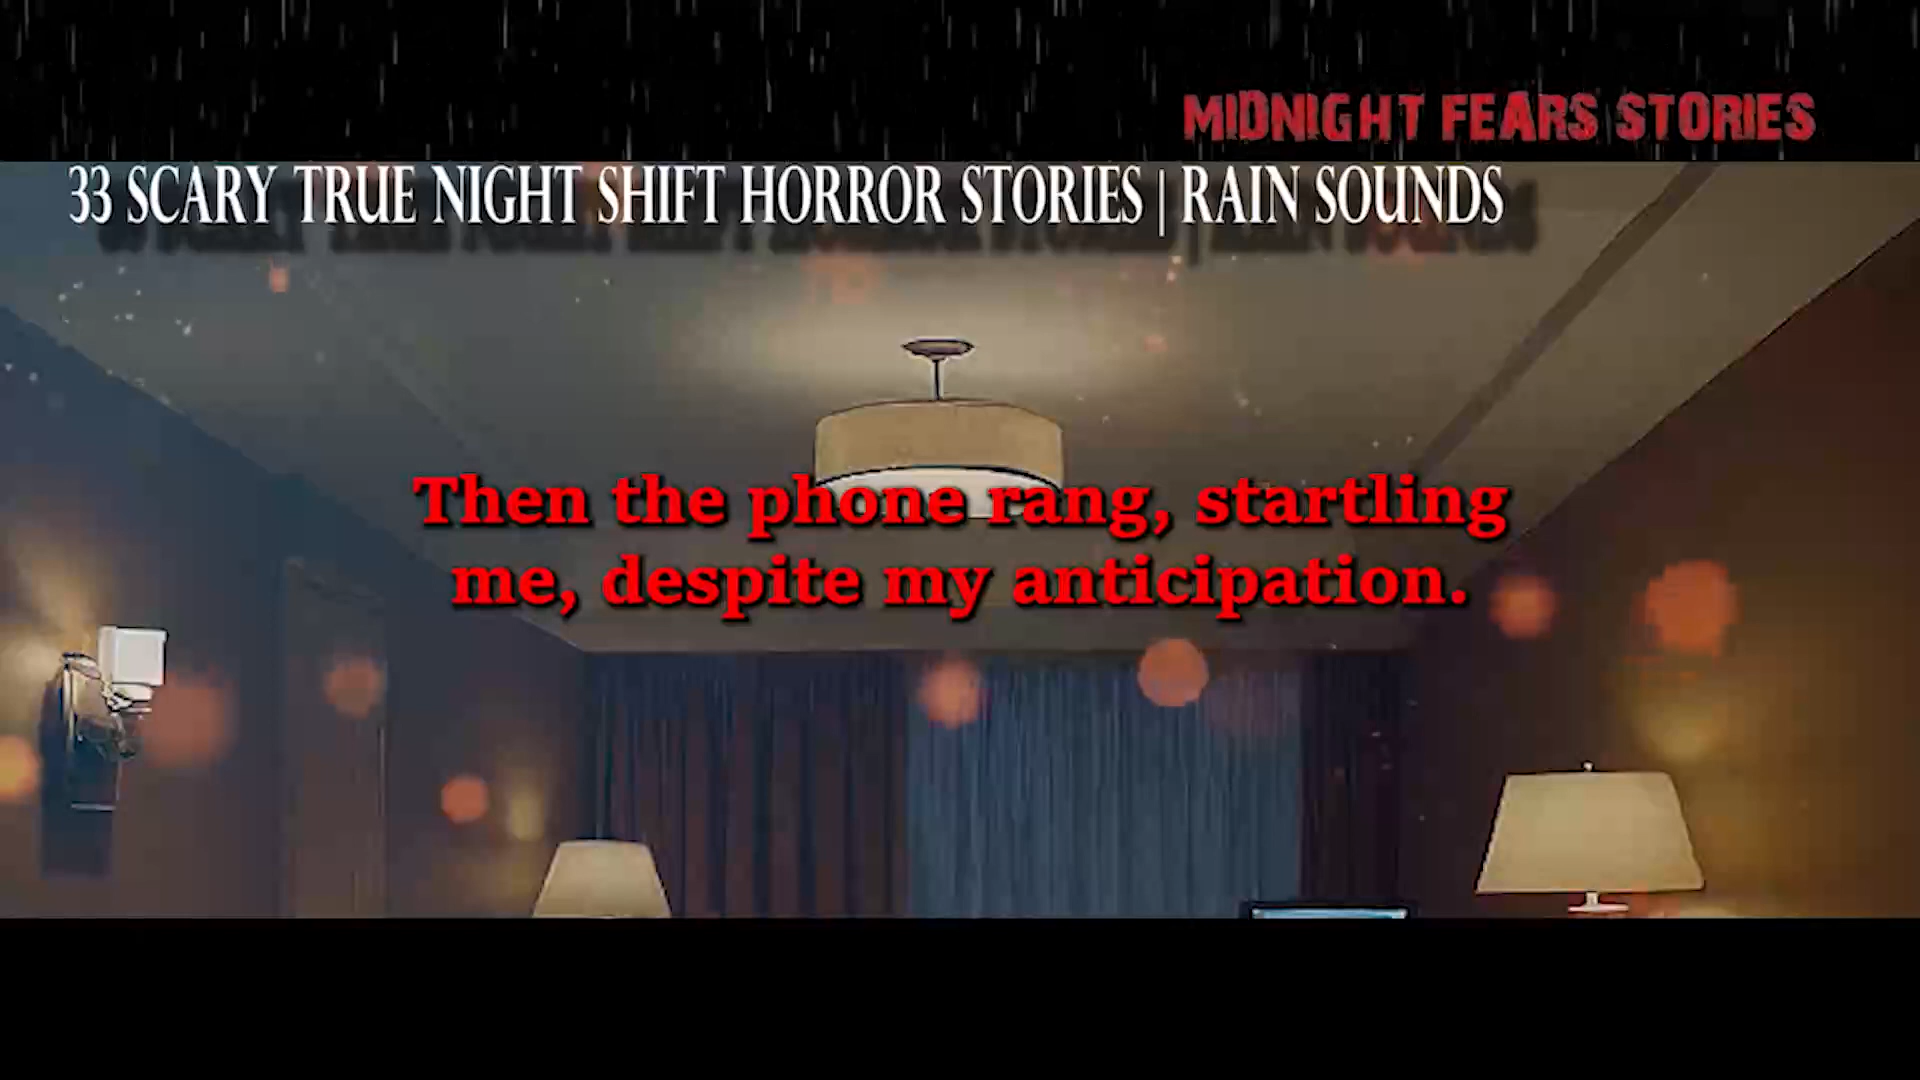 MIDNIGHT FEARS STORIES
33 SCARY TRUE NIGHT SHIFT HORROR STORIES | RAIN SOUNDS
Then the phone rang, startling
me, despite my anticipation.